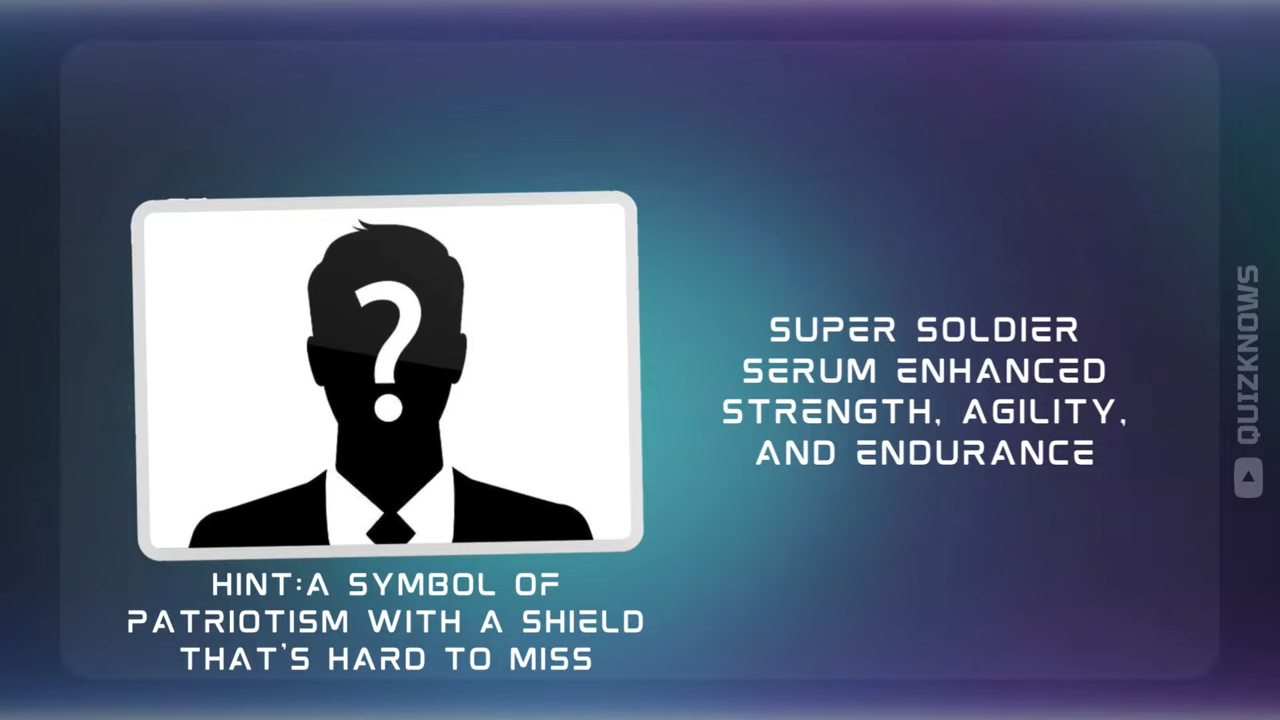 SUPER SOLDIER
SERUM ENHANCED
STRENGTH, AGILITY,
AND ENDURANCE
?
HINT:A SYMBOL OF
PATRIOTISM WITH A SHIELD
THAT'S HARD TO MISS
QUIZKNOWS